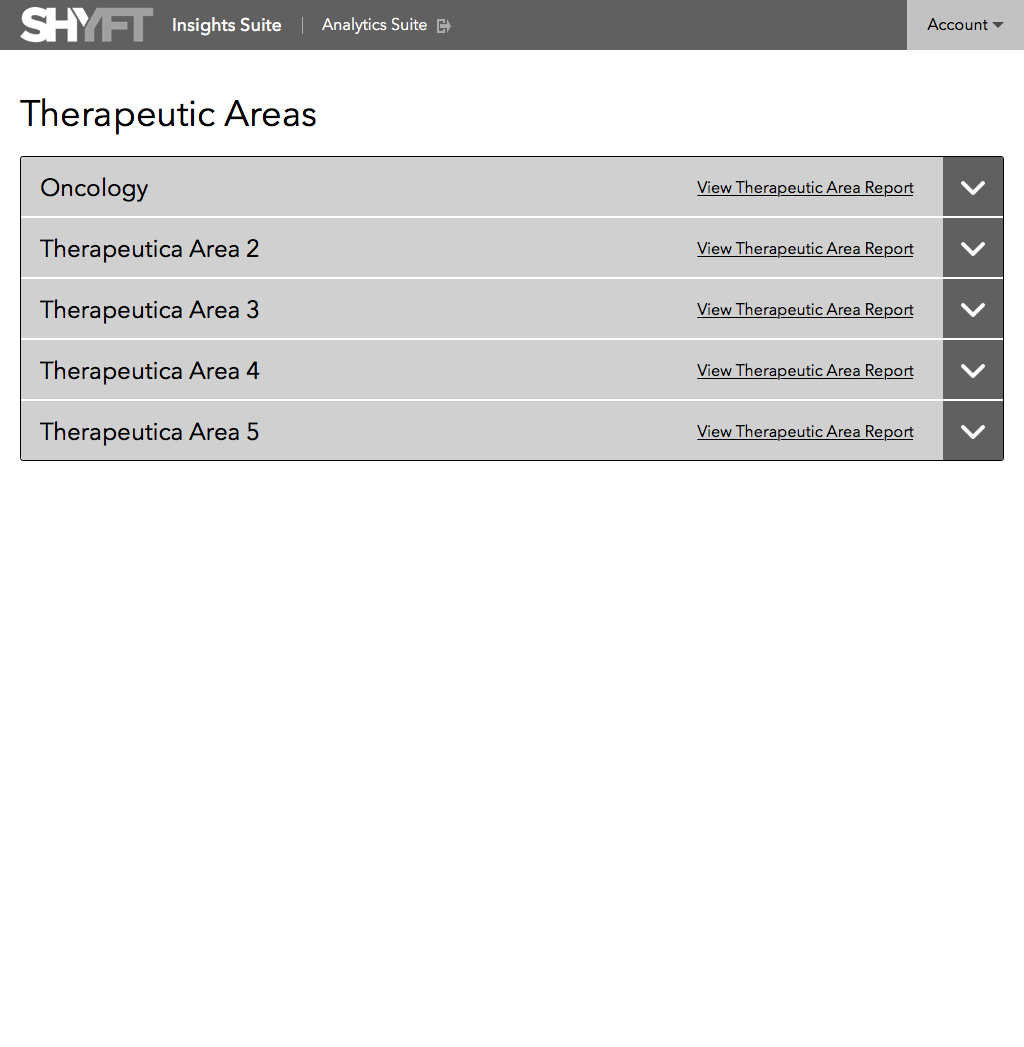 SHYFT Insights Suite | Analytics Suite Account
Therapeutic Areas
Oncology View Therapeutic Area Report
Therapeutica Area 2 View Therapeutic Area Report
Therapeutica Area 3 View Therapeutic Area Report
Therapeutica Area 4 View Therapeutic Area Report
Therapeutica Area 5 View Therapeutic Area Report